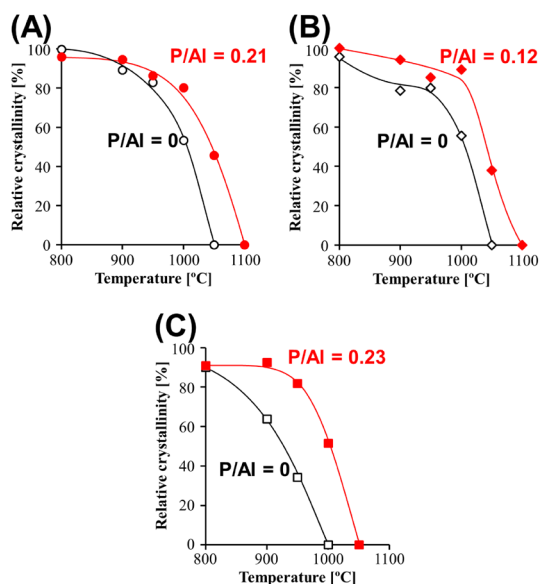 (A)
100
80
60
40
20
0
Relative crystallinity [%]
P/Al = 0.21
P/Al = 0
800
900
1000
1100
Temperature [ºC]
(B)
100
80
60
40
20
0
Relative crystallinity [%]
P/Al = 0.12
P/Al = 0
800
900
1000
1100
Temperature [ºC]
(C)
100
80
60
40
20
0
Relative crystallinity [%]
P/Al = 0.23
P/Al = 0
800
900
1000
1100
Temperature [ºC]